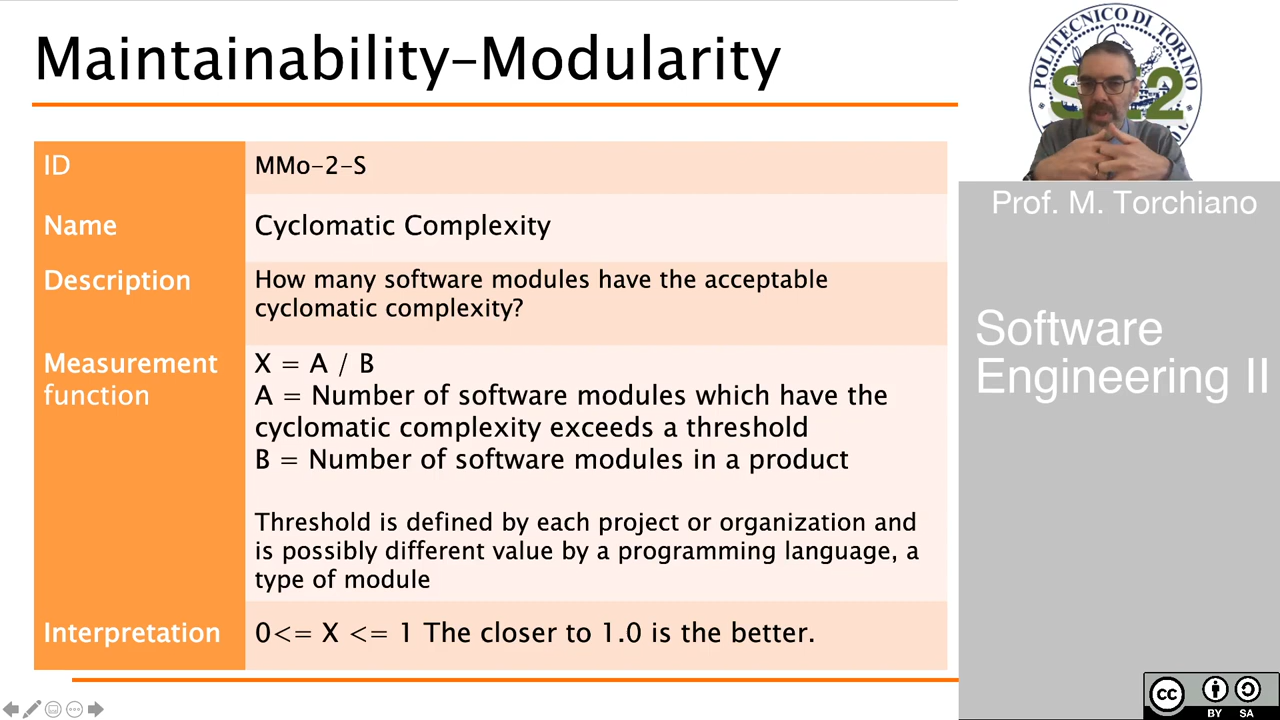 Maintainability-Modularity
ID
MMo-2-S
Name
Cyclomatic Complexity
Description
How many software modules have the acceptable
cyclomatic complexity?
Measurement
function
X = A / B
A = Number of software modules which have the
cyclomatic complexity exceeds a threshold
B = Number of software modules in a product
Threshold is defined by each project or organization and
is possibly different value by a programming language, a
type of module
Interpretation
0<= X <= 1 The closer to 1.0 is the better.
POLITECNICO DI TORINO
Prof. M. Torchiano
Software
Engineering II
cc
BY SA